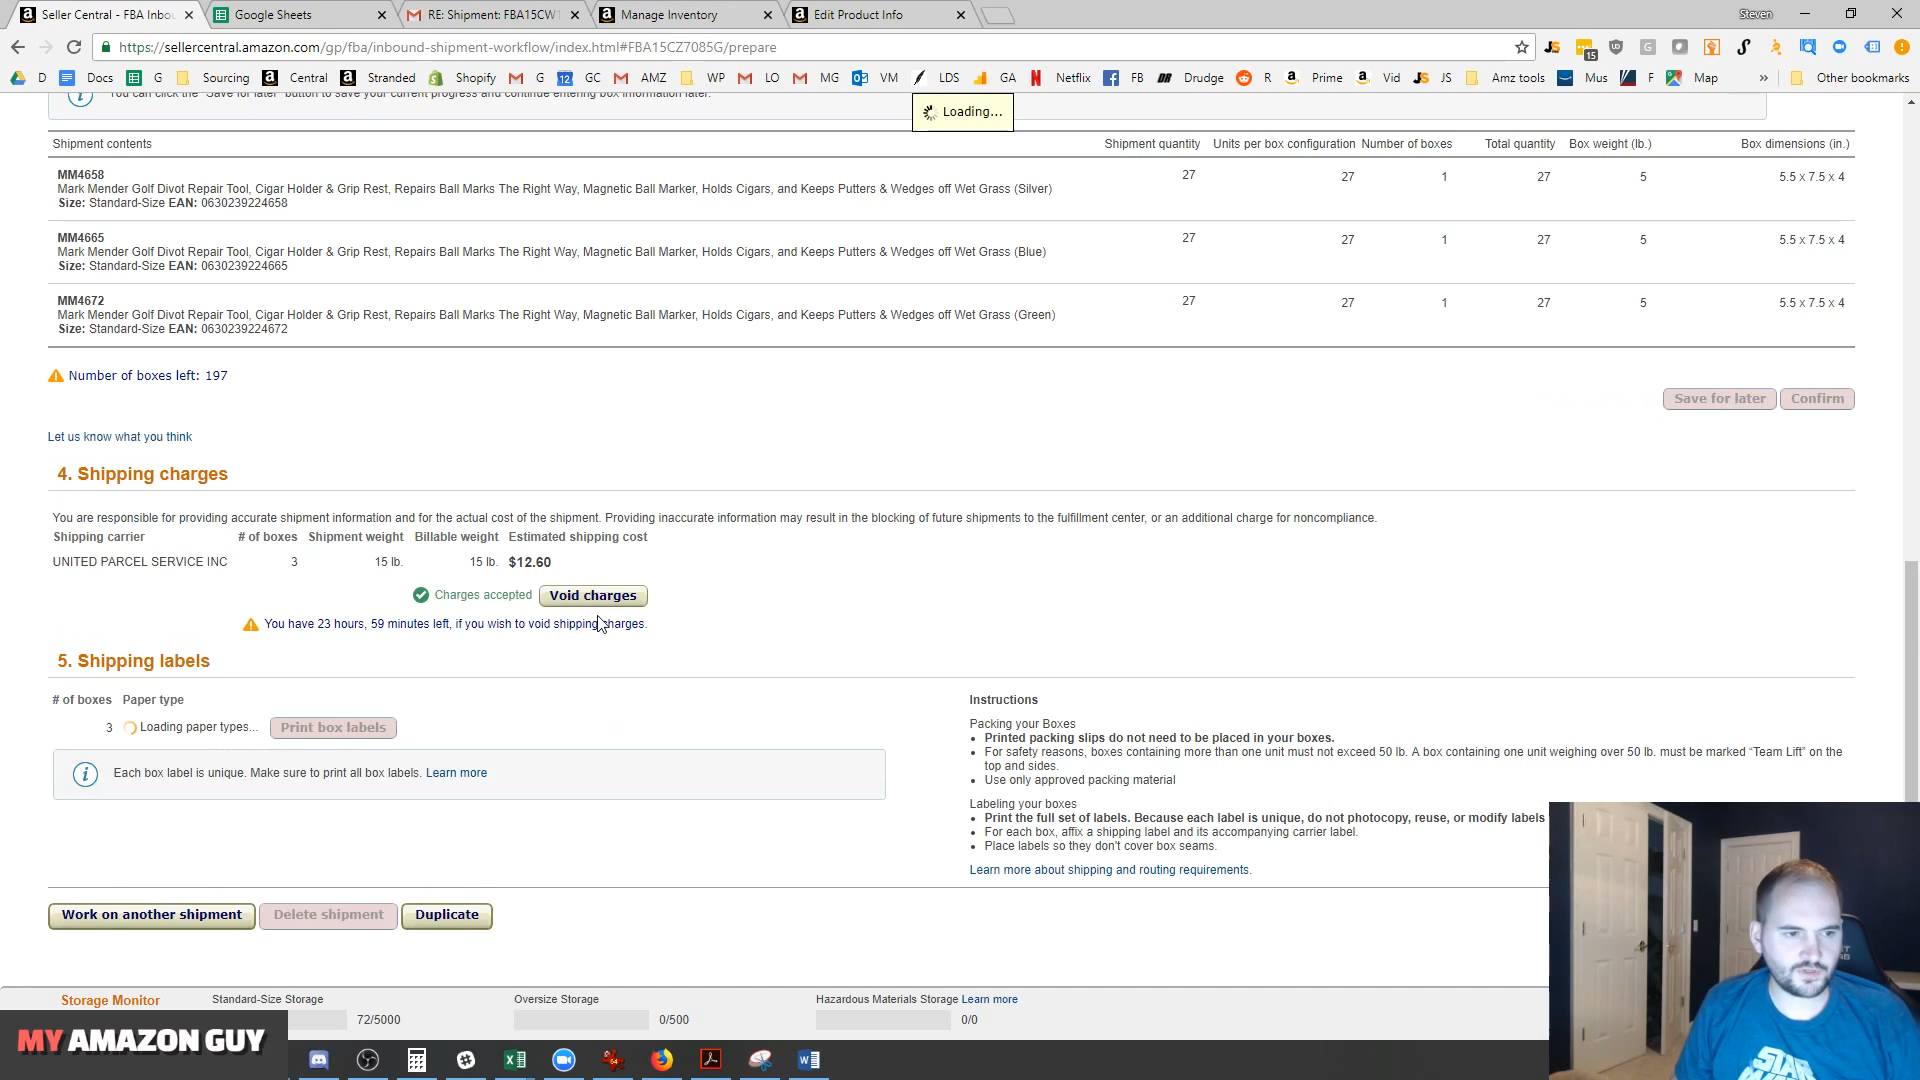 Seller Central - FBA Inbou
Google Sheets
RE: Shipment: FBA15CW
Manage Inventory
Edit Product Info
Steven
https://sellercentral.amazon.com/gp/fba/inbound-shipment-workflow/index.html#FBA15CZ7085G/prepare
15
D Docs G Sourcing Central Stranded Shopify G GC AMZ WP LO MG VM LDS GA Netflix FB Drudge R Prime Vid JS Amz tools Mus F Map » Other bookmarks
You can click the "Save for later" button to save your current progress and continue entering box information later.
Loading...
Shipment contents Shipment quantity Units per box configuration Number of boxes Total quantity Box weight (lb.) Box dimensions (in.)
MM4658
Mark Mender Golf Divot Repair Tool, Cigar Holder & Grip Rest, Repairs Ball Marks The Right Way, Magnetic Ball Marker, Holds Cigars, and Keeps Putters & Wedges off Wet Grass (Silver)
Size: Standard-Size EAN: 0630239224658
27 27 1 27 5 5.5 x 7.5 x 4
MM4665
Mark Mender Golf Divot Repair Tool, Cigar Holder & Grip Rest, Repairs Ball Marks The Right Way, Magnetic Ball Marker, Holds Cigars, and Keeps Putters & Wedges off Wet Grass (Blue)
Size: Standard-Size EAN: 0630239224665
27 27 1 27 5 5.5 x 7.5 x 4
MM4672
Mark Mender Golf Divot Repair Tool, Cigar Holder & Grip Rest, Repairs Ball Marks The Right Way, Magnetic Ball Marker, Holds Cigars, and Keeps Putters & Wedges off Wet Grass (Green)
Size: Standard-Size EAN: 0630239224672
27 27 1 27 5 5.5 x 7.5 x 4
Number of boxes left: 197
Save for later Confirm
Let us know what you think
4. Shipping charges
You are responsible for providing accurate shipment information and for the actual cost of the shipment. Providing inaccurate information may result in the blocking of future shipments to the fulfillment center, or an additional charge for noncompliance.
Shipping carrier # of boxes Shipment weight Billable weight Estimated shipping cost
UNITED PARCEL SERVICE INC 3 15 lb. 15 lb. $12.60
Charges accepted Void charges
You have 23 hours, 59 minutes left, if you wish to void shipping charges.
5. Shipping labels
# of boxes Paper type
3 Loading paper types... Print box labels
Each box label is unique. Make sure to print all box labels. Learn more
Instructions
Packing your Boxes
• Printed packing slips do not need to be placed in your boxes.
• For safety reasons, boxes containing more than one unit must not exceed 50 lb. A box containing one unit weighing over 50 lb. must be marked "Team Lift" on the
top and sides.
• Use only approved packing material
Labeling your boxes
• Print the full set of labels. Because each label is unique, do not photocopy, reuse, or modify labels
• For each box, affix a shipping label and its accompanying carrier label.
• Place labels so they don't cover box seams.
Learn more about shipping and routing requirements.
Work on another shipment Delete shipment Duplicate
Storage Monitor
Standard-Size Storage
72/5000
Oversize Storage
0/500
Hazardous Materials Storage Learn more
0/0
MY AMAZON GUY
STAR